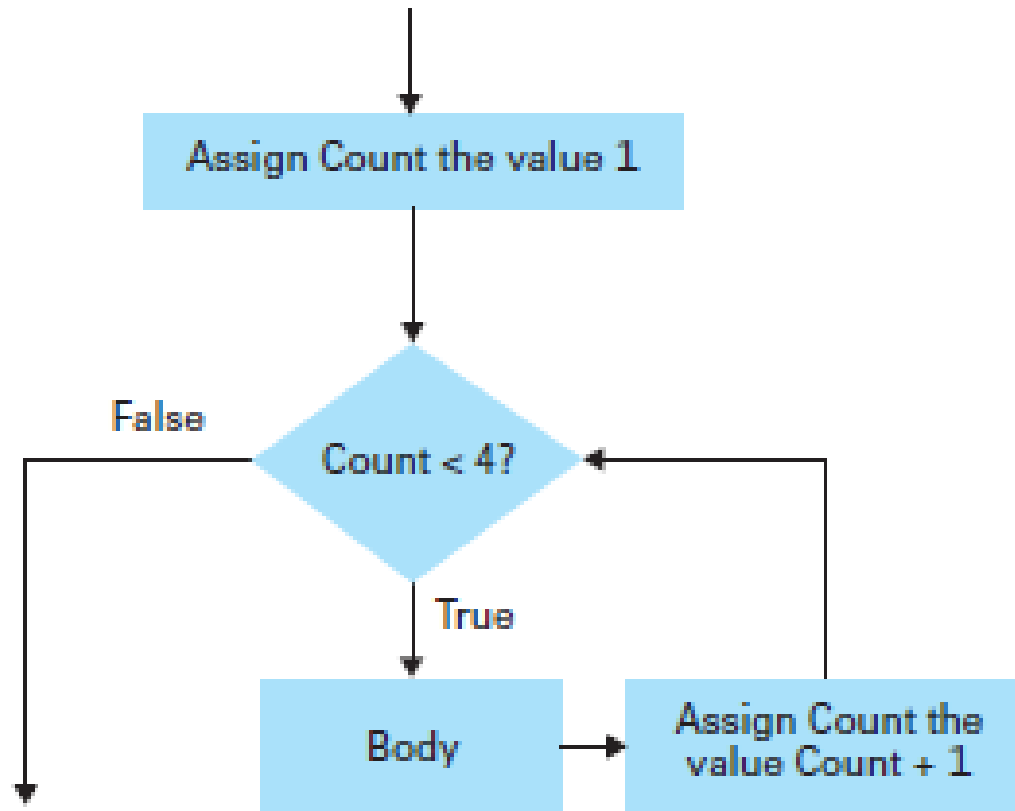 Assign Count the value 1
False
Count < 4?
True
Body
Assign Count the
value Count + 1